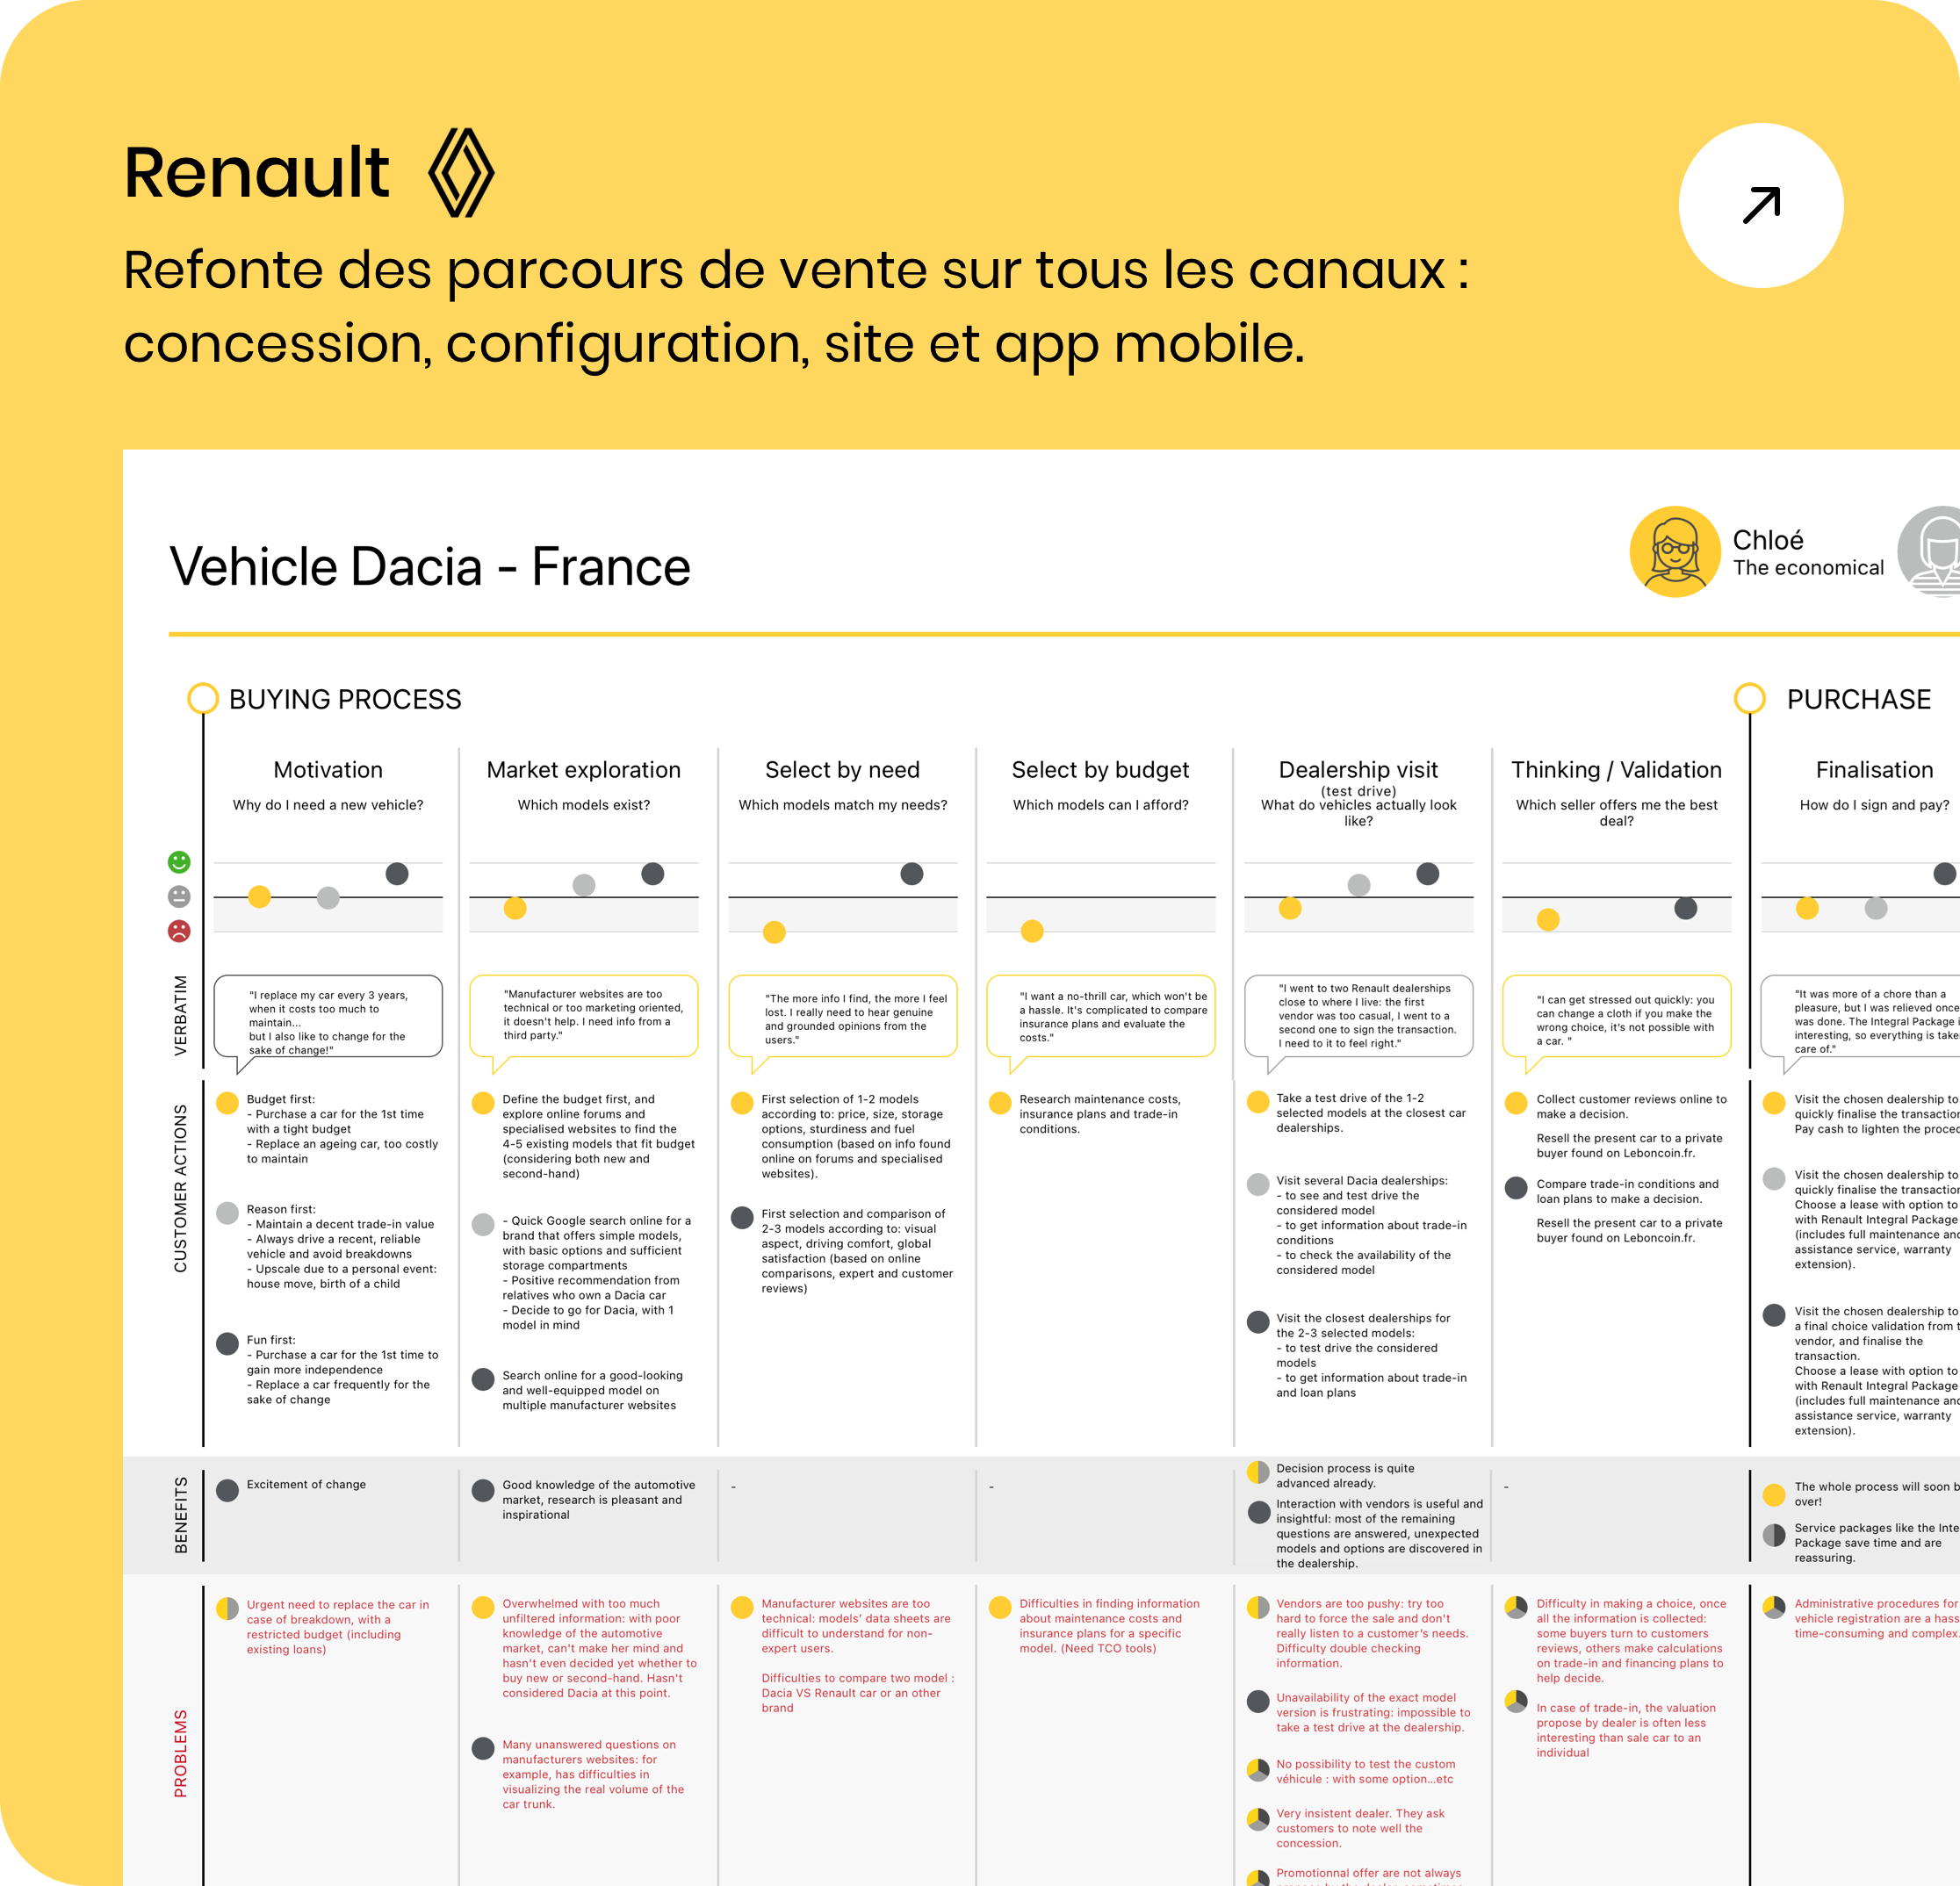 Renault
Refonte des parcours de vente sur tous les canaux :
concession, configuration, site et app mobile.
Vehicle Dacia - France
Chloé
The economical
BUYING PROCESS
PURCHASE
Motivation
Why do I need a new vehicle?
Market exploration
Which models exist?
Select by need
Which models match my needs?
Select by budget
Which models can I afford?
Dealership visit
(test drive)
What do vehicles actually look
like?
Thinking / Validation
Which seller offers me the best
deal?
Finalisation
How do I sign and pay?
VERBATIM
"I replace my car every 3 years,
when it costs too much to
maintain...
but I also like to change for the
sake of change!"
"Manufacturer websites are too
technical or too marketing oriented,
it doesn't help. I need info from a
third party."
"The more info I find, the more I feel
lost. I really need to hear genuine
and grounded opinions from the
users."
"I want a no-thrill car, which won't be
a hassle. It's complicated to compare
insurance plans and evaluate the
costs."
"I went to two Renault dealerships
close to where I live: the first
vendor was too casual, I went to a
second one to sign the transaction.
I need to it to feel right."
"I can get stressed out quickly: you
can change a cloth if you make the
wrong choice, it's not possible with
a car. "
"It was more of a chore than a
pleasure, but I was relieved once
was done. The Integral Package
interesting, so everything is
care of."
CUSTOMER ACTIONS
Budget first:
- Purchase a car for the 1st time
with a tight budget
- Replace an ageing car, too costly
to maintain
Reason first:
- Maintain a decent trade-in value
- Always drive a recent, reliable
vehicle and avoid breakdowns
- Upscale due to a personal event:
house move, birth of a child
Fun first:
- Purchase a car for the 1st time to
gain more independence
- Replace a car frequently for the
sake of change
Define the budget first, and
explore online forums and
specialised websites to find the
4-5 existing models that fit budget
(considering both new and
second-hand)
- Quick Google search online for a
brand that offers simple models,
with basic options and sufficient
storage compartments
- Positive recommendation from
relatives who own a Dacia car
- Decide to go for Dacia, with 1
model in mind
Search online for a good-looking
and well-equipped model on
multiple manufacturer websites
First selection of 1-2 models
according to: price, size, storage
options, sturdiness and fuel
consumption (based on info found
online on forums and specialised
websites).
First selection and comparison of
2-3 models according to: visual
aspect, driving comfort, global
satisfaction (based on online
comparisons, expert and customer
reviews)
Research maintenance costs,
insurance plans and trade-in
conditions.
Take a test drive of the 1-2
selected models at the closest car
dealerships.
Visit several Dacia dealerships:
- to see and test drive the
considered model
- to get information about trade-in
conditions
- to check the availability of the
considered model
Visit the closest dealerships for
the 2-3 selected models:
- to test drive the considered
models
- to get information about trade-in
and loan plans
Collect customer reviews online to
make a decision.
Resell the present car to a private
buyer found on Leboncoin.fr.
Compare trade-in conditions and
loan plans to make a decision.
Resell the present car to a private
buyer found on Leboncoin.fr.
Visit the chosen dealership to
quickly finalise the
Pay cash to lighten the
Visit the chosen dealership to
quickly finalise the
Choose a lease with option to
with Renault Integral Package
(includes full maintenance
assistance service, warranty
extension).
Visit the chosen dealership to
a final choice validation from
vendor, and finalise the
transaction.
Choose a lease with option to
with Renault Integral Package
(includes full maintenance
assistance service, warranty
extension).
BENEFITS
Excitement of change
Good knowledge of the automotive
market, research is pleasant and
inspirational
-
-
Decision process is quite
advanced already.
Interaction with vendors is useful and
insightful: most of the remaining
questions are answered, unexpected
models and options are discovered in
the dealership.
-
The whole process will soon
over!
Service packages like the
Package save time and are
reassuring.
PROBLEMS
Urgent need to replace the car in
case of breakdown, with a
restricted budget (including
existing loans)
Overwhelmed with too much
unfiltered information: with poor
knowledge of the automotive
market, can't make her mind and
hasn't even decided yet whether to
buy new or second-hand. Hasn't
considered Dacia at this point.
Many unanswered questions on
manufacturers websites: for
example, has difficulties in
visualizing the real volume of the
car trunk.
Manufacturer websites are too
technical: models' data sheets are
difficult to understand for non-
expert users.
Difficulties to compare two model :
Dacia VS Renault car or an other
brand
Difficulties in finding information
about maintenance costs and
insurance plans for a specific
model. (Need TCO tools)
Vendors are too pushy: try too
hard to force the sale and don't
really listen to a customer's needs.
Difficulty double checking
information.
Unavailability of the exact model
version is frustrating: impossible to
take a test drive at the dealership.
No possibility to test the custom
véhicule : with some option...etc
Very insistent dealer. They ask
customers to note well the
concession.
Promotionnal offer are not always
Difficulty in making a choice, once
all the information is collected:
some buyers turn to customers
reviews, others make calculations
on trade-in and financing plans to
help decide.
In case of trade-in, the valuation
propose by dealer is often less
interesting than sale car to an
individual
Administrative procedures for
vehicle registration are a
time-consuming and complex.